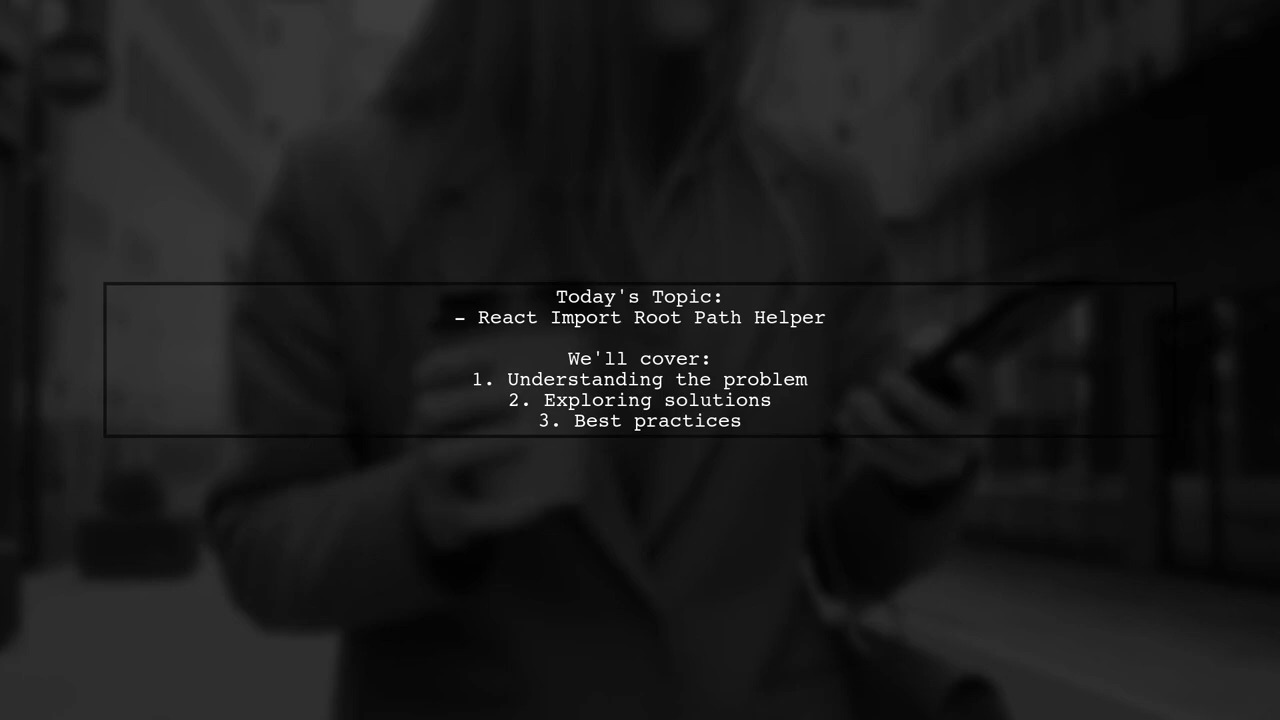 Today's Topic:
– React Import Root Path Helper
We'll cover:
1. Understanding the problem
2. Exploring solutions
3. Best practices